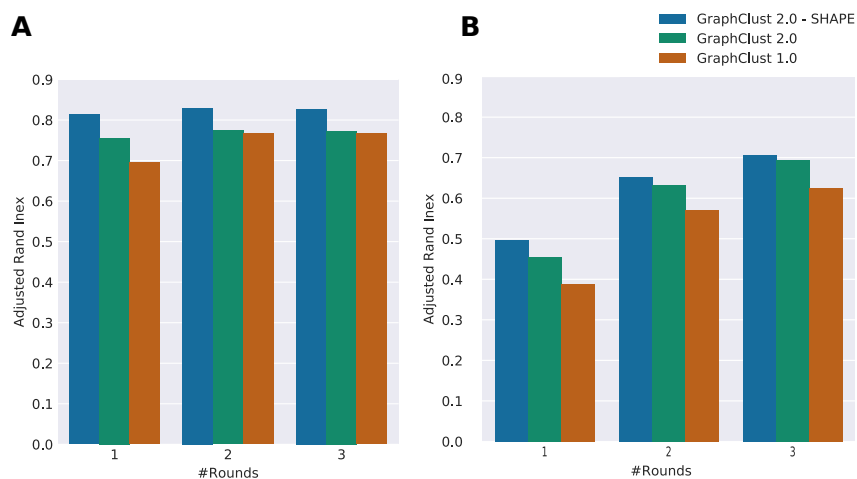 A
B
GraphClust 2.0 - SHAPE
GraphClust 2.0
GraphClust 1.0
Adjusted Rand Inex
0.9
0.8
0.7
0.6
0.5
0.4
0.3
0.2
0.1
0.0
1 2 3
#Rounds
Adjusted Rand Inex
0.9
0.8
0.7
0.6
0.5
0.4
0.3
0.2
0.1
0.0
1 2 3
#Rounds